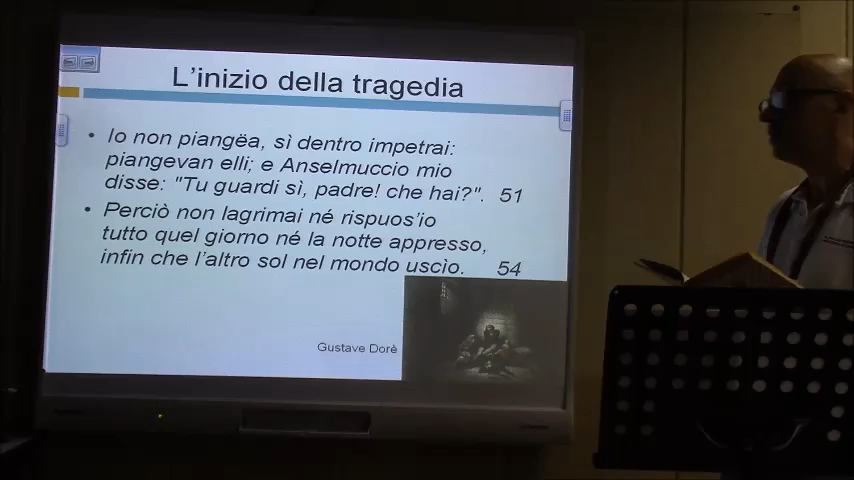 L'inizio della tragedia
• Io non piangëa, sì dentro impetrai:
piangevan elli; e Anselmuccio mio
disse: "Tu guardi sì, padre! che hai?". 51
• Perciò non lagrimai né rispuos'io
tutto quel giorno né la notte appresso,
infin che l'altro sol nel mondo uscìo. 54
Gustave Dorè